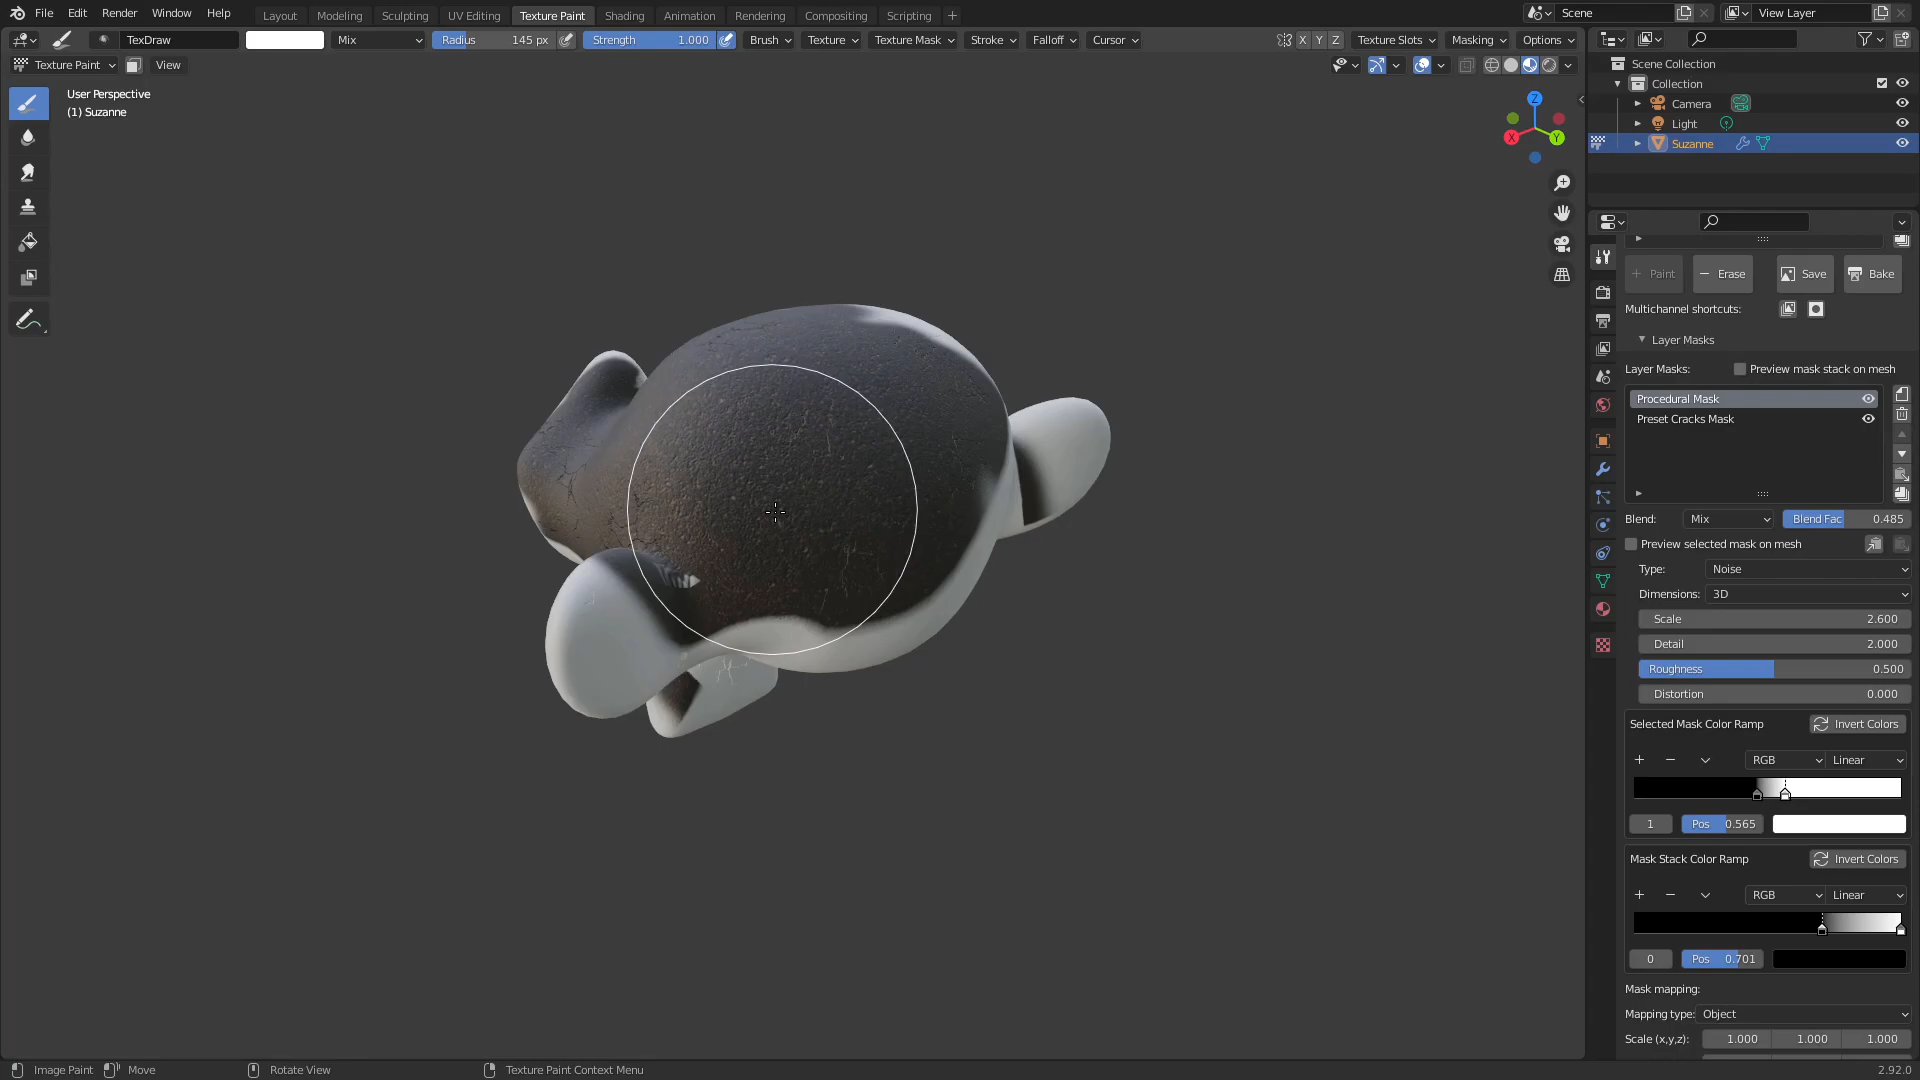 File Edit Render Window Help Layout Modeling Sculpting UV Editing Texture Paint Shading Animation Rendering Compositing Scripting + Scene View Layer
TexDraw Mix Radius 145 px Strength 1.000 Brush Texture Texture Mask Stroke Falloff Cursor X Y Z Texture Slots Masking Options
Texture Paint View
User Perspective
(1) Suzanne
Z
X
Y
Scene Collection
Collection
Camera
Light
Suzanne
Paint Erase Save Bake
Multichannel shortcuts:
Layer Masks
Layer Masks: Preview mask stack on mesh
Procedural Mask
Preset Cracks Mask
Blend: Mix Blend Fac 0.485
Preview selected mask on mesh
Type: Noise
Dimensions: 3D
Scale 2.600
Detail 2.000
Roughness 0.500
Distortion 0.000
Selected Mask Color Ramp Invert Colors
RGB Linear
1 Pos 0.565
Mask Stack Color Ramp Invert Colors
RGB Linear
0 Pos 0.701
Mask mapping:
Mapping type: Object
Scale (x,y,z): 1.000 1.000 1.000
Image Paint Move Rotate View Texture Paint Context Menu 2.92.0